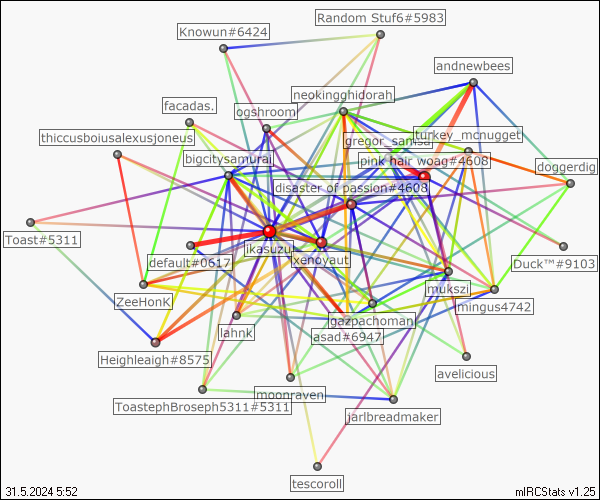 Random Stuf6#5983
Knowun#6424
andnewbees
neokingghidorah
facadas.
ogshroom
turkey_mcnugget
thiccusboiusalexusjoneus
bigcitysamurai
pink hair woag#4608
doggerdig
disaster of passion#4608
Toast#5311
ikasuzu
default#0617
xenoyaut
Duck™#9103
ZeeHonK
mukszi
mingus4742
lahnk
gazpachoman
asad#6947
Heighleaigh#8575
avelicious
moonraven
ToastephBroseph5311#5311
jarlbreadmaker
tescoroll
31.5.2024 5:52
mIRCStats v1.25